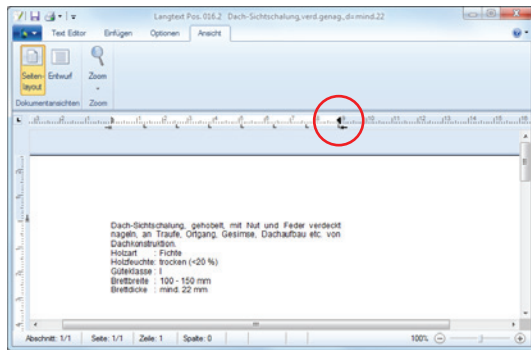 Langtext Pos. 016.2 Dach-Sichtschalung,verd.genag.,d=mind.22
Text Editor Einfügen Optionen Ansicht
Seiten-
layout
Entwurf
Zoom
Dokumentansichten Zoom
Dach-Sichtschalung, gehobelt, mit Nut und Feder verdeckt
nageln, an Traufe, Ortgang, Gesimse, Dachaufbau etc. von
Dachkonstruktion.
Holzart : Fichte
Holzfeuchte: trocken (<20 %)
Güteklasse : I
Brettbreite : 100 - 150 mm
Brettdicke : mind. 22 mm
Abschnitt: 1/1 Seite: 1/1 Zeile: 1 Spalte: 0 100%